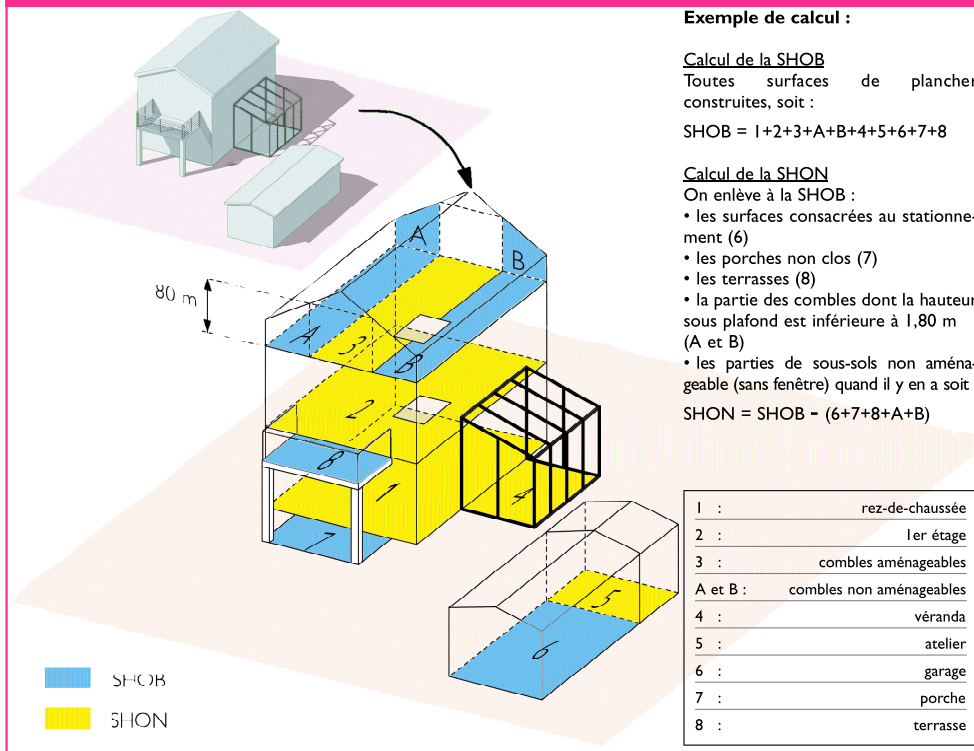 Exemple de calcul :
Calcul de la SHOB
Toutes surfaces de plancher
construites, soit :
SHOB = 1+2+3+A+B+4+5+6+7+8
Calcul de la SHON
On enlève à la SHOB :
• les surfaces consacrées au stationne-
ment (6)
• les porches non clos (7)
• les terrasses (8)
• la partie des combles dont la hauteur
sous plafond est inférieure à 1,80 m
(A et B)
• les parties de sous-sols non aména-
geable (sans fenêtre) quand il y en a soit
SHON = SHOB - (6+7+8+A+B)
A
B
80 m
A
3
B
2
8
1
4
7
5
6
1 : rez-de-chaussée
2 : 1er étage
3 : combles aménageables
A et B : combles non aménageables
4 : véranda
5 : atelier
6 : garage
7 : porche
8 : terrasse
SHOB
SHON